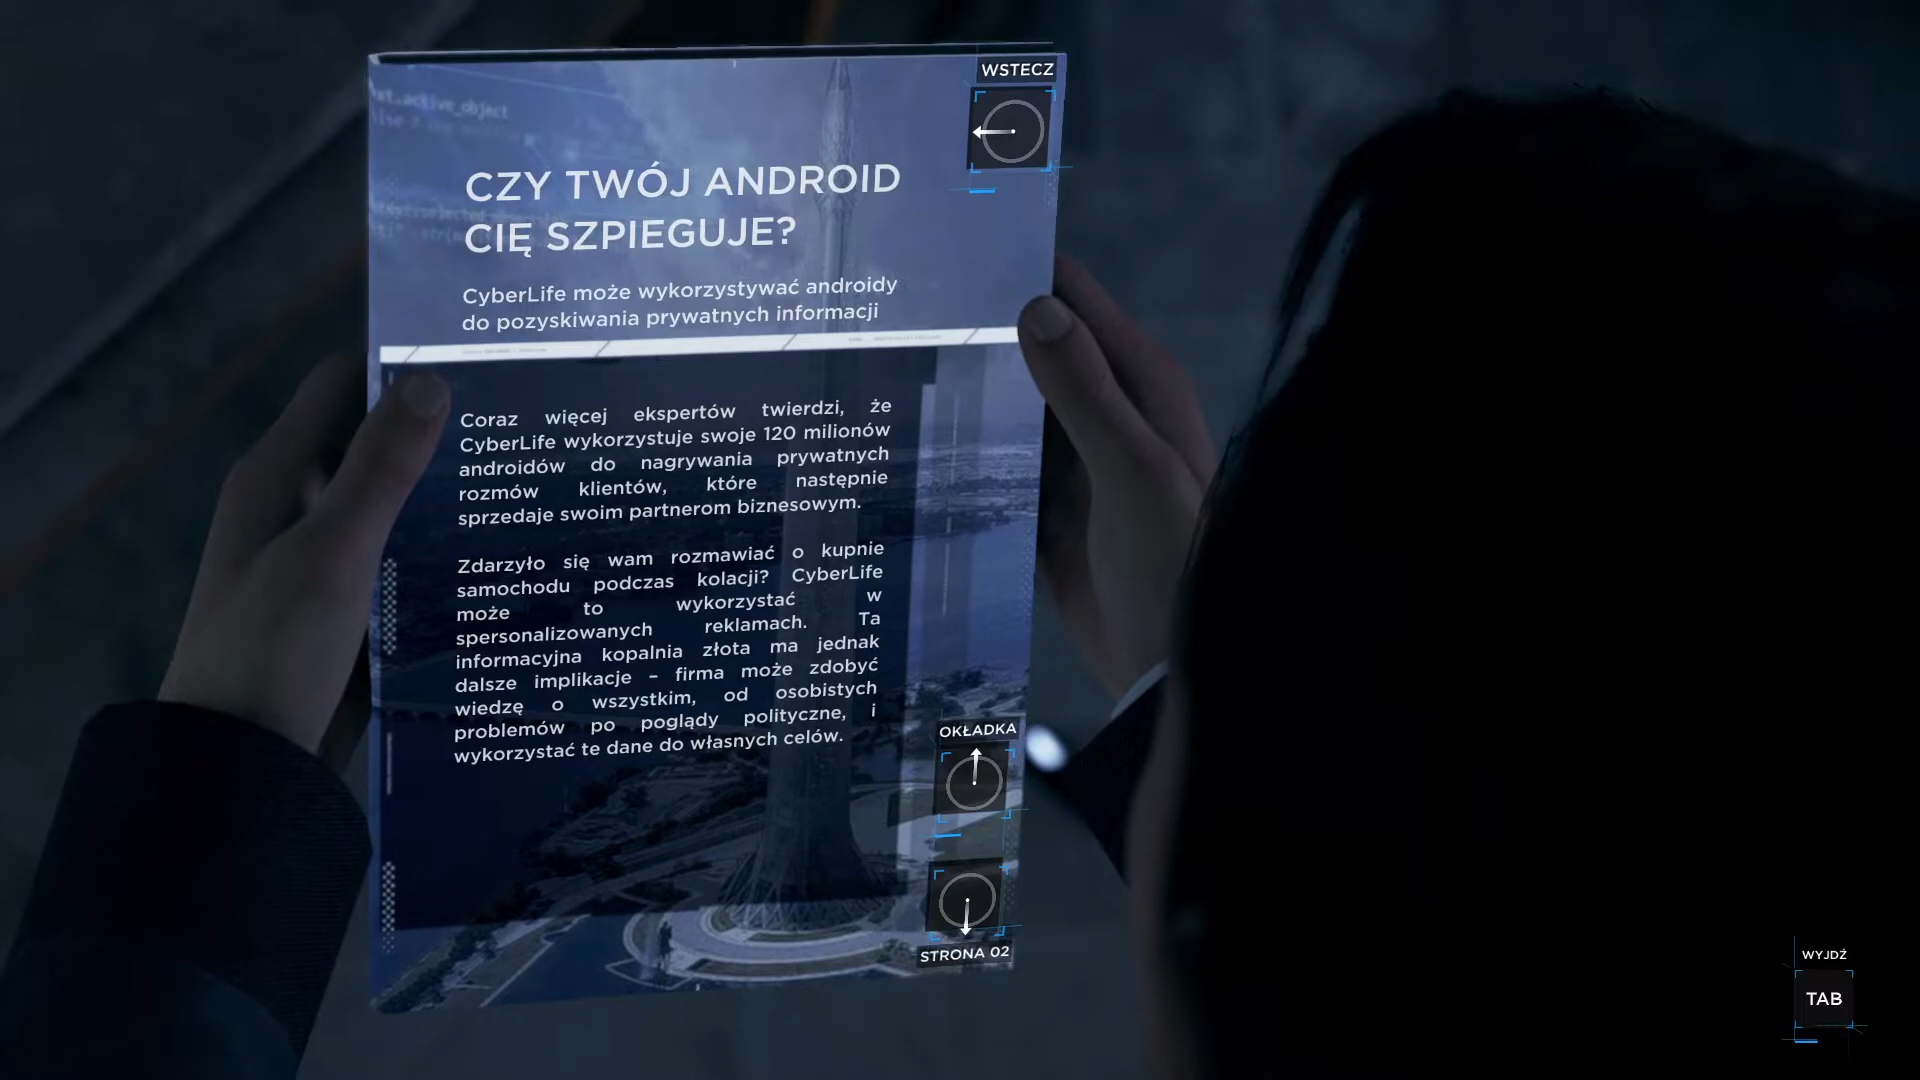 WSTECZ
xt.active_object
CZY TWÓJ ANDROID
CIĘ SZPIEGUJE?
CyberLife może wykorzystywać androidy
do pozyskiwania prywatnych informacji
Coraz więcej ekspertów twierdzi, że
CyberLife wykorzystuje swoje 120 milionów
androidów do nagrywania prywatnych
rozmów klientów, które następnie
sprzedaje swoim partnerom biznesowym.
Zdarzyło się wam rozmawiać o kupnie
samochodu podczas kolacji? CyberLife
może to wykorzystać w
spersonalizowanych reklamach. Ta
informacyjna kopalnia złota ma jednak
dalsze implikacje – firma może zdobyć
wiedzę o wszystkim, od osobistych
problemów po poglądy polityczne, i
wykorzystać te dane do własnych celów.
OKŁADKA
STRONA 02
WYJDŹ
TAB